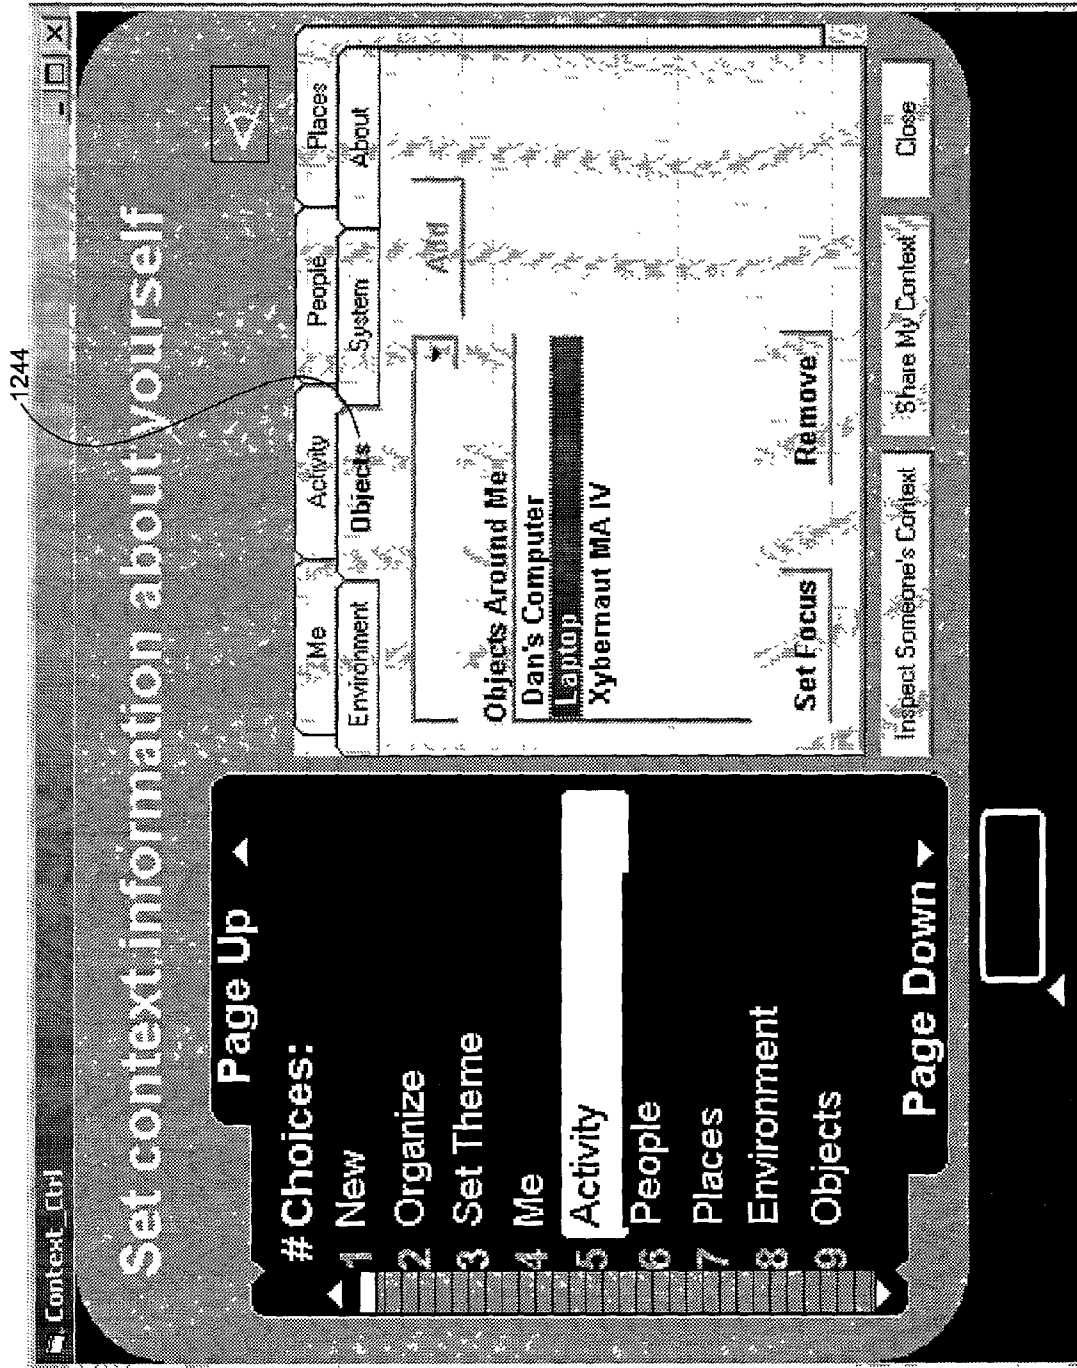 1244
Context_Ctrl
Set context information about yourself
Page Up
# Choices:
1 New
2 Organize
3 Set Theme
4 Me
5 Activity
6 People
7 Places
8 Environment
9 Objects
Page Down
Me Activity People Places
Environment Objects System About
Add
Objects Around Me
Dan's Computer
Laptop
Xybernaut MA IV
Set Focus Remove
Inspect Someone's Context Share My Context Close